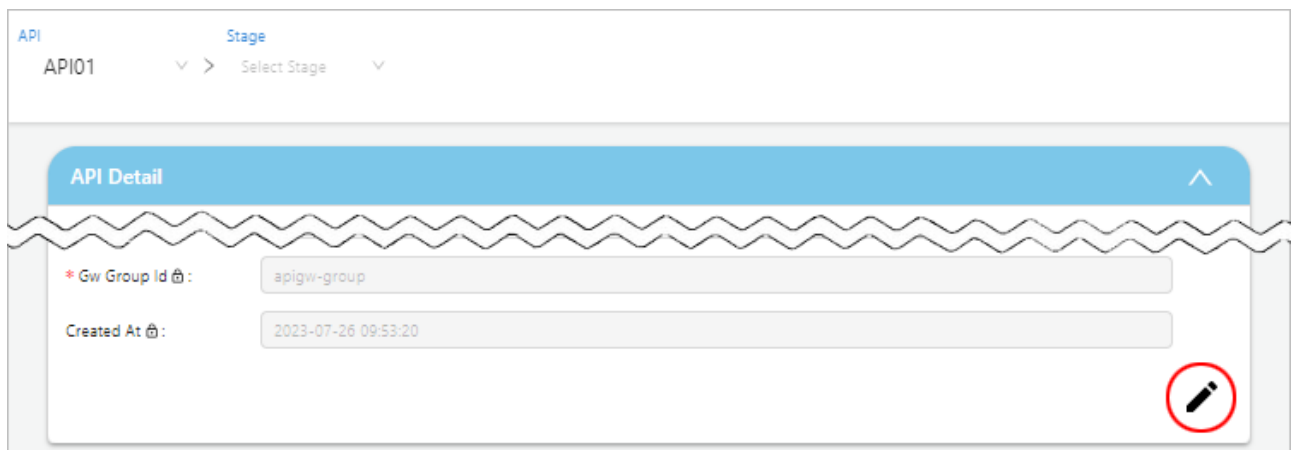 API Stage
API01 > Select Stage
API Detail
* Gw Group Id : apigw-group
Created At : 2023-07-26 09:53:20